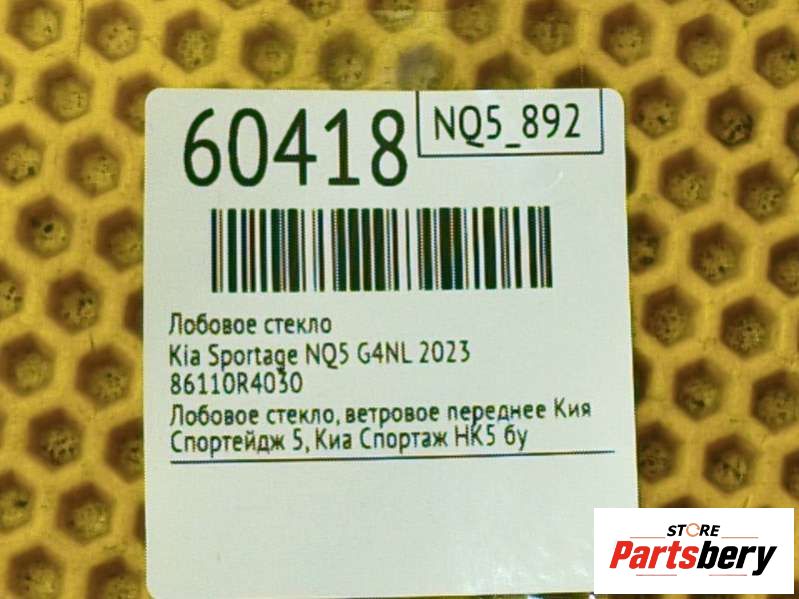 60418
NQ5_892
Лобовое стекло
Kia Sportage NQ5 G4NL 2023
86110R4030
Лобовое стекло, ветровое переднее Кия
Спортейдж 5, Киа Спортаж НК5 бу
STORE
Partsbery